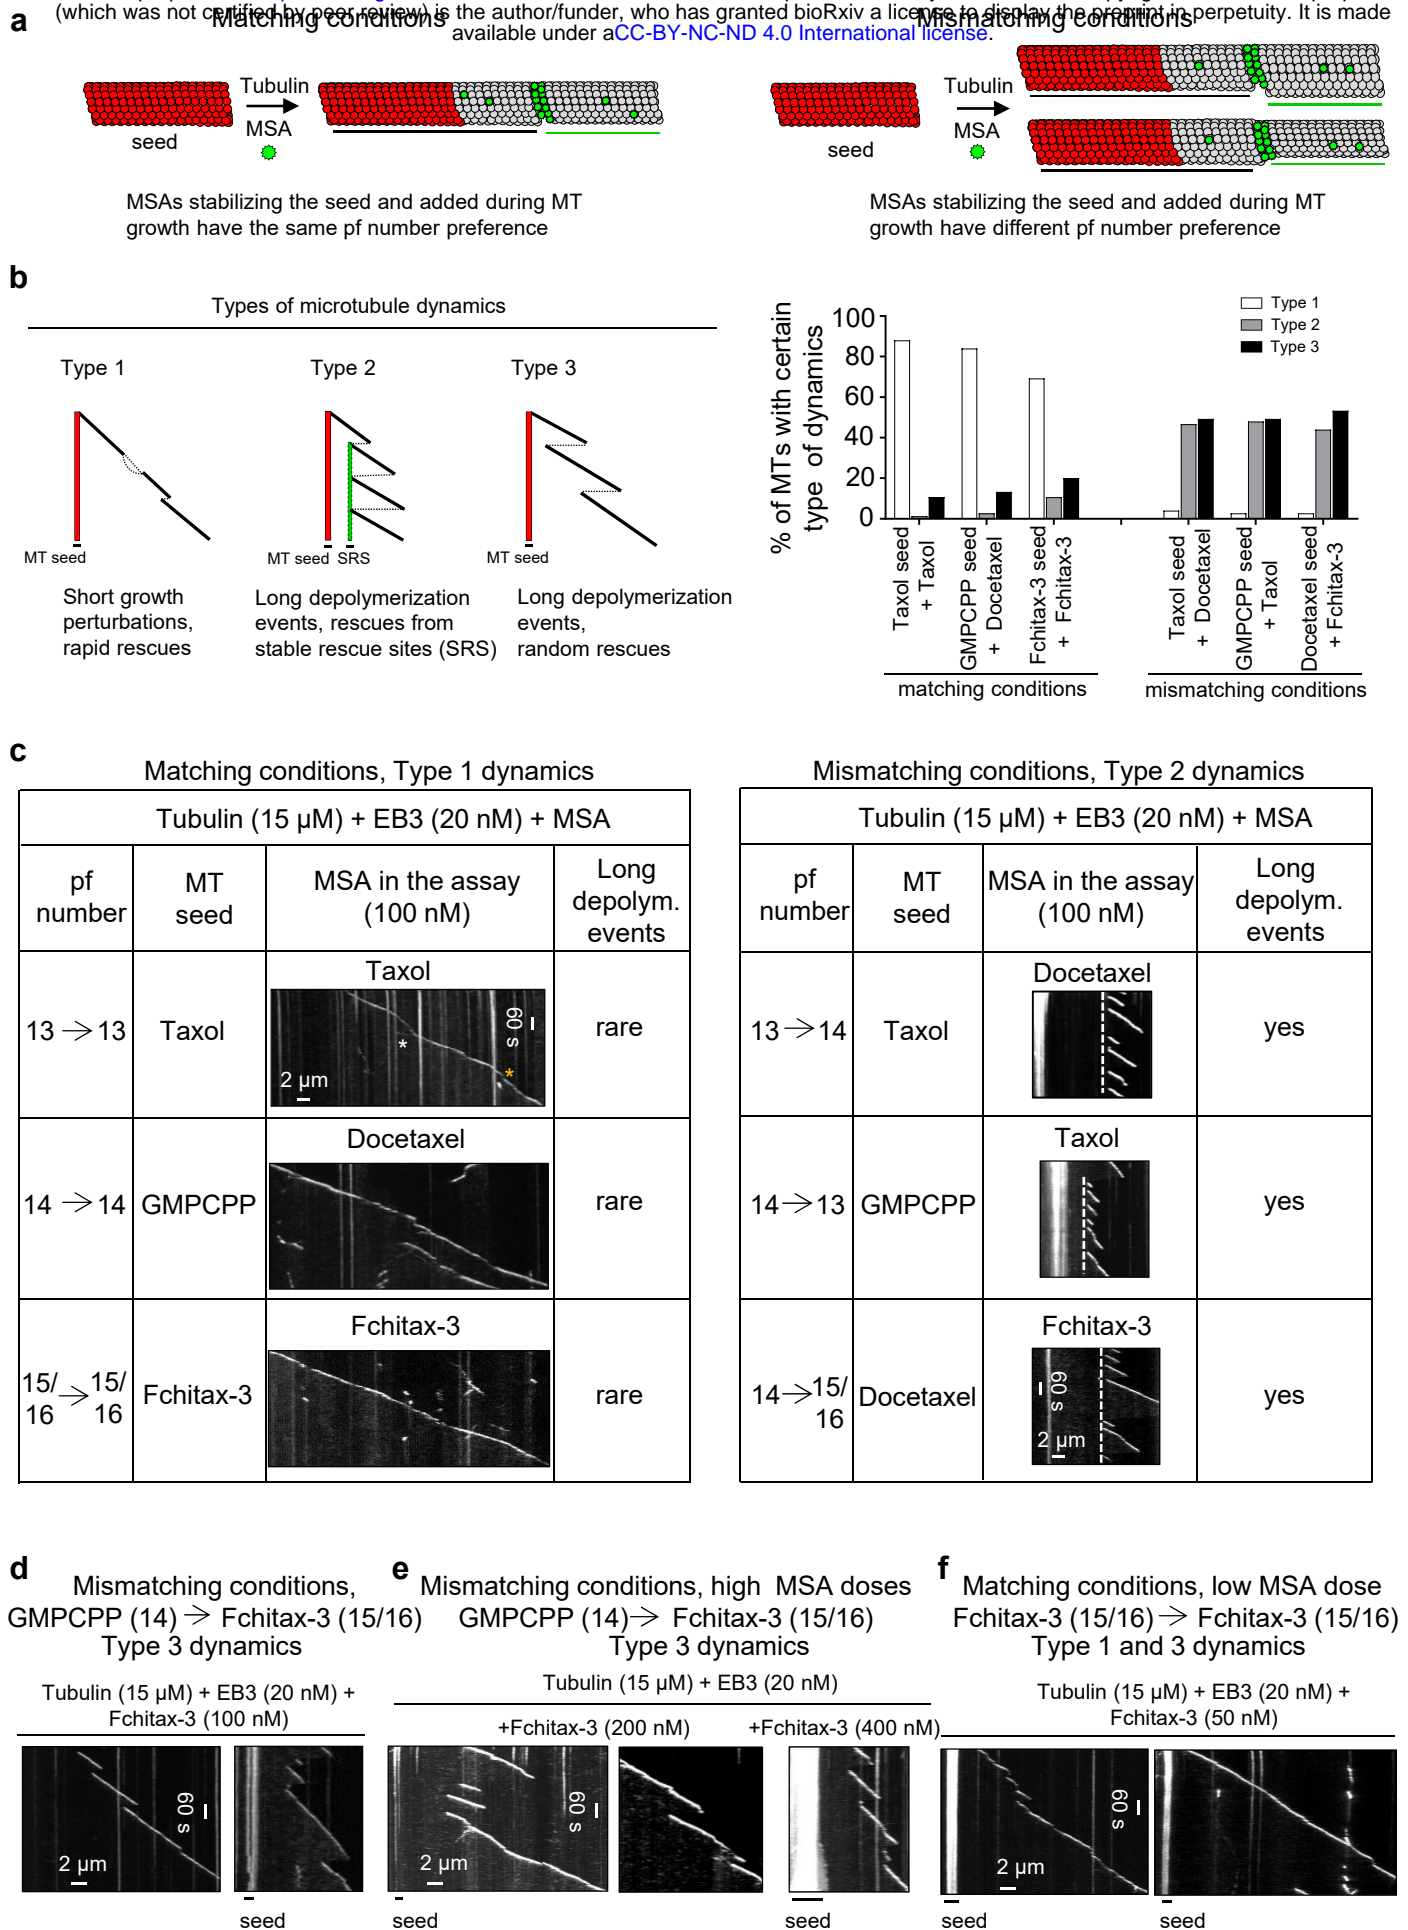 (which was not certified by peer review) is the author/funder, who has granted bioRxiv a license to display the preprint in perpetuity. It is made
available under aCC-BY-NC-ND 4.0 International license.
a
Matching conditions
Mismatching conditions
seed
Tubulin
MSA
MSAs stabilizing the seed and added during MT
growth have the same pf number preference
seed
Tubulin
MSA
MSAs stabilizing the seed and added during MT
growth have different pf number preference
b
Types of microtubule dynamics
Type 1
Type 2
Type 3
MT seed
MT seed SRS
MT seed
Short growth
perturbations,
rapid rescues
Long depolymerization
events, rescues from
stable rescue sites (SRS)
Long depolymerization
events,
random rescues
% of MTs with certain
type of dynamics
100
80
60
40
20
0
Type 1
Type 2
Type 3
Taxol seed
+ Taxol
GMPCPP seed
+ Docetaxel
Fchitax-3 seed
+ Fchitax-3
Taxol seed
+ Docetaxel
GMPCPP seed
+ Taxol
Docetaxel seed
+ Fchitax-3
matching conditions
mismatching conditions
c
Matching conditions, Type 1 dynamics
Tubulin (15 µM) + EB3 (20 nM) + MSA
pf
number
MT
seed
MSA in the assay
(100 nM)
Long
depolym.
events
13 → 13
Taxol
Taxol
*
*
60 s
2 µm
rare
14 → 14
GMPCPP
Docetaxel
rare
15/
16 → 15/
16
Fchitax-3
Fchitax-3
rare
Mismatching conditions, Type 2 dynamics
Tubulin (15 µM) + EB3 (20 nM) + MSA
pf
number
MT
seed
MSA in the assay
(100 nM)
Long
depolym.
events
13 → 14
Taxol
Docetaxel
yes
14 → 13
GMPCPP
Taxol
yes
14 → 15/
16
Docetaxel
Fchitax-3
60 s
2 µm
yes
d
Mismatching conditions,
GMPCPP (14) → Fchitax-3 (15/16)
Type 3 dynamics
Tubulin (15 µM) + EB3 (20 nM) +
Fchitax-3 (100 nM)
60 s
2 µm
seed
e
Mismatching conditions, high MSA doses
GMPCPP (14) → Fchitax-3 (15/16)
Type 3 dynamics
Tubulin (15 µM) + EB3 (20 nM)
+Fchitax-3 (200 nM)
+Fchitax-3 (400 nM)
60 s
2 µm
seed
seed
f
Matching conditions, low MSA dose
Fchitax-3 (15/16) → Fchitax-3 (15/16)
Type 1 and 3 dynamics
Tubulin (15 µM) + EB3 (20 nM) +
Fchitax-3 (50 nM)
60 s
2 µm
seed
seed